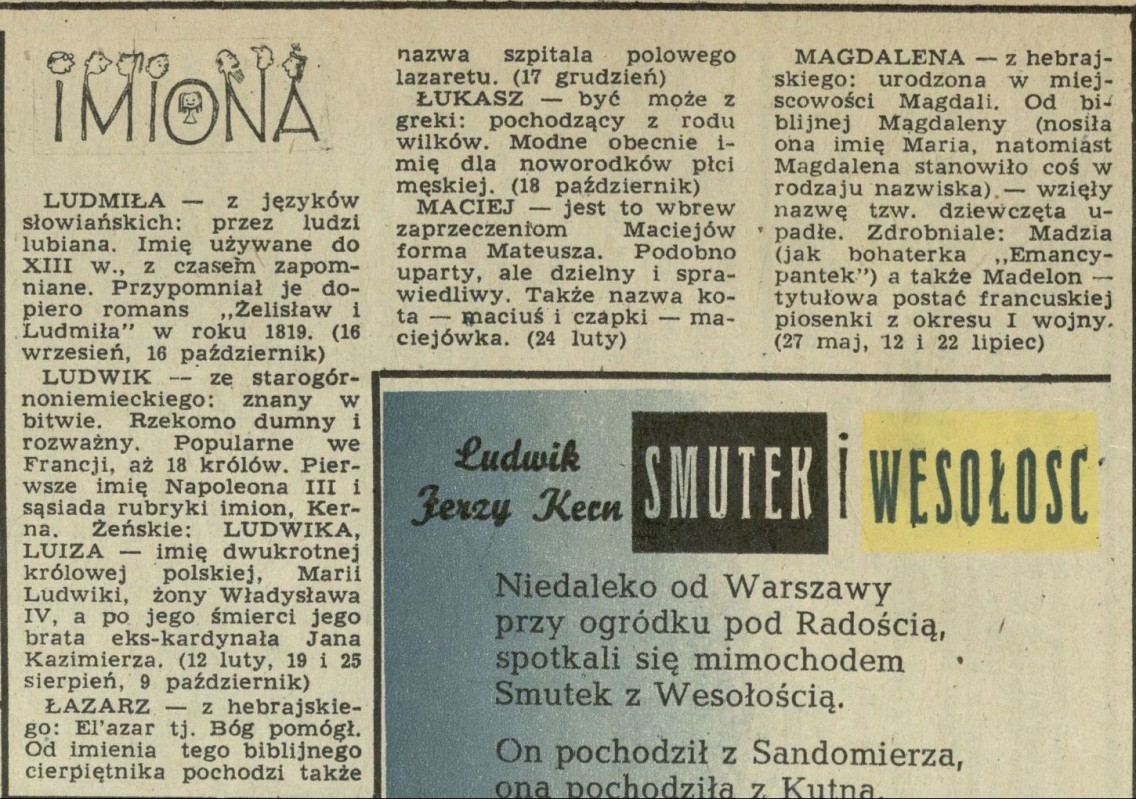 IMIONA
LUDMIŁA — z języków
słowiańskich: przez ludzi
lubiana. Imię używane do
XIII w., z czasem zapom-
niane. Przypomniał je do-
piero romans ,,Żelisław i
Ludmiła" w roku 1819. (16
wrzesień, 16 październik)
LUDWIK — ze starogór-
noniemieckiego: znany w
bitwie. Rzekomo dumny i
rozważny. Popularne we
Francji, aż 18 królów. Pier-
wsze imię Napoleona III i
sąsiada rubryki imion, Ker-
na. Żeńskie: LUDWIKA,
LUIZA — imię dwukrotnej
królowej polskiej, Marii
Ludwiki, żony Władysława
IV, a po jego śmierci jego
brata eks-kardynała Jana
Kazimierza. (12 luty, 19 i 25
sierpień, 9 październik)
ŁAZARZ — z hebrajskie-
go: El'azar tj. Bóg pomógł.
Od imienia tego biblijnego
cierpiętnika pochodzi także
nazwa szpitala polowego
lazaretu. (17 grudzień)
ŁUKASZ — być może z
greki: pochodzący z rodu
wilków. Modne obecnie i-
mię dla noworodków płci
męskiej. (18 październik)
MACIEJ — jest to wbrew
zaprzeczeniom Maciejów
forma Mateusza. Podobno
uparty, ale dzielny i spra-
wiedliwy. Także nazwa ko-
ta — maciuś i czapki — ma-
ciejówka. (24 luty)
MAGDALENA — z hebraj-
skiego: urodzona w miej-
scowości Magdali. Od bi-
blijnej Magdaleny (nosiła
ona imię Maria, natomiast
Magdalena stanowiło coś w
rodzaju nazwiska) — wzięły
nazwę tzw. dziewczęta u-
padłe. Zdrobniale: Madzia
(jak bohaterka ,,Emancy-
pantek") a także Madelon —
tytułowa postać francuskiej
piosenki z okresu I wojny.
(27 maj, 12 i 22 lipiec)
Ludwik
Jerzy Kern
SMUTEK i WESOŁOSC
Niedaleko od Warszawy
przy ogródku pod Radością,
spotkali się mimochodem
Smutek z Wesołością.
On pochodził z Sandomierza,
ona pochodziła z Kutna.